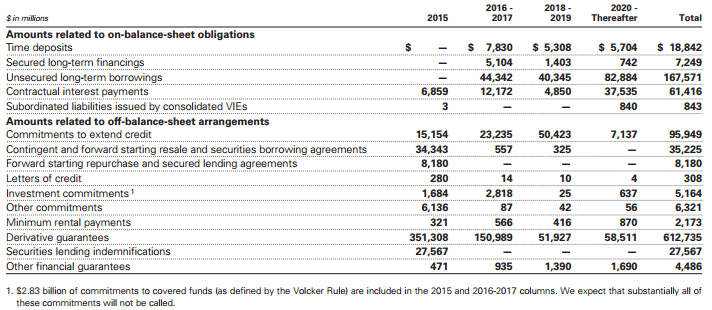 $ in millions 2015 2016 - 2017 2018 - 2019 2020 - Thereafter Total
Amounts related to on-balance-sheet obligations
Time deposits $ — $ 7,830 $ 5,308 $ 5,704 $ 18,842
Secured long-term financings — 5,104 1,403 742 7,249
Unsecured long-term borrowings — 44,342 40,345 82,884 167,571
Contractual interest payments 6,859 12,172 4,850 37,535 61,416
Subordinated liabilities issued by consolidated VIEs 3 — — 840 843
Amounts related to off-balance-sheet arrangements
Commitments to extend credit 15,154 23,235 50,423 7,137 95,949
Contingent and forward starting resale and securities borrowing agreements 34,343 557 325 — 35,225
Forward starting repurchase and secured lending agreements 8,180 — — — 8,180
Letters of credit 280 14 10 4 308
Investment commitments 1 1,684 2,818 25 637 5,164
Other commitments 6,136 87 42 56 6,321
Minimum rental payments 321 566 416 870 2,173
Derivative guarantees 351,308 150,989 51,927 58,511 612,735
Securities lending indemnifications 27,567 — — — 27,567
Other financial guarantees 471 935 1,390 1,690 4,486
1. $2.83 billion of commitments to covered funds (as defined by the Volcker Rule) are included in the 2015 and 2016-2017 columns. We expect that substantially all of
these commitments will not be called.